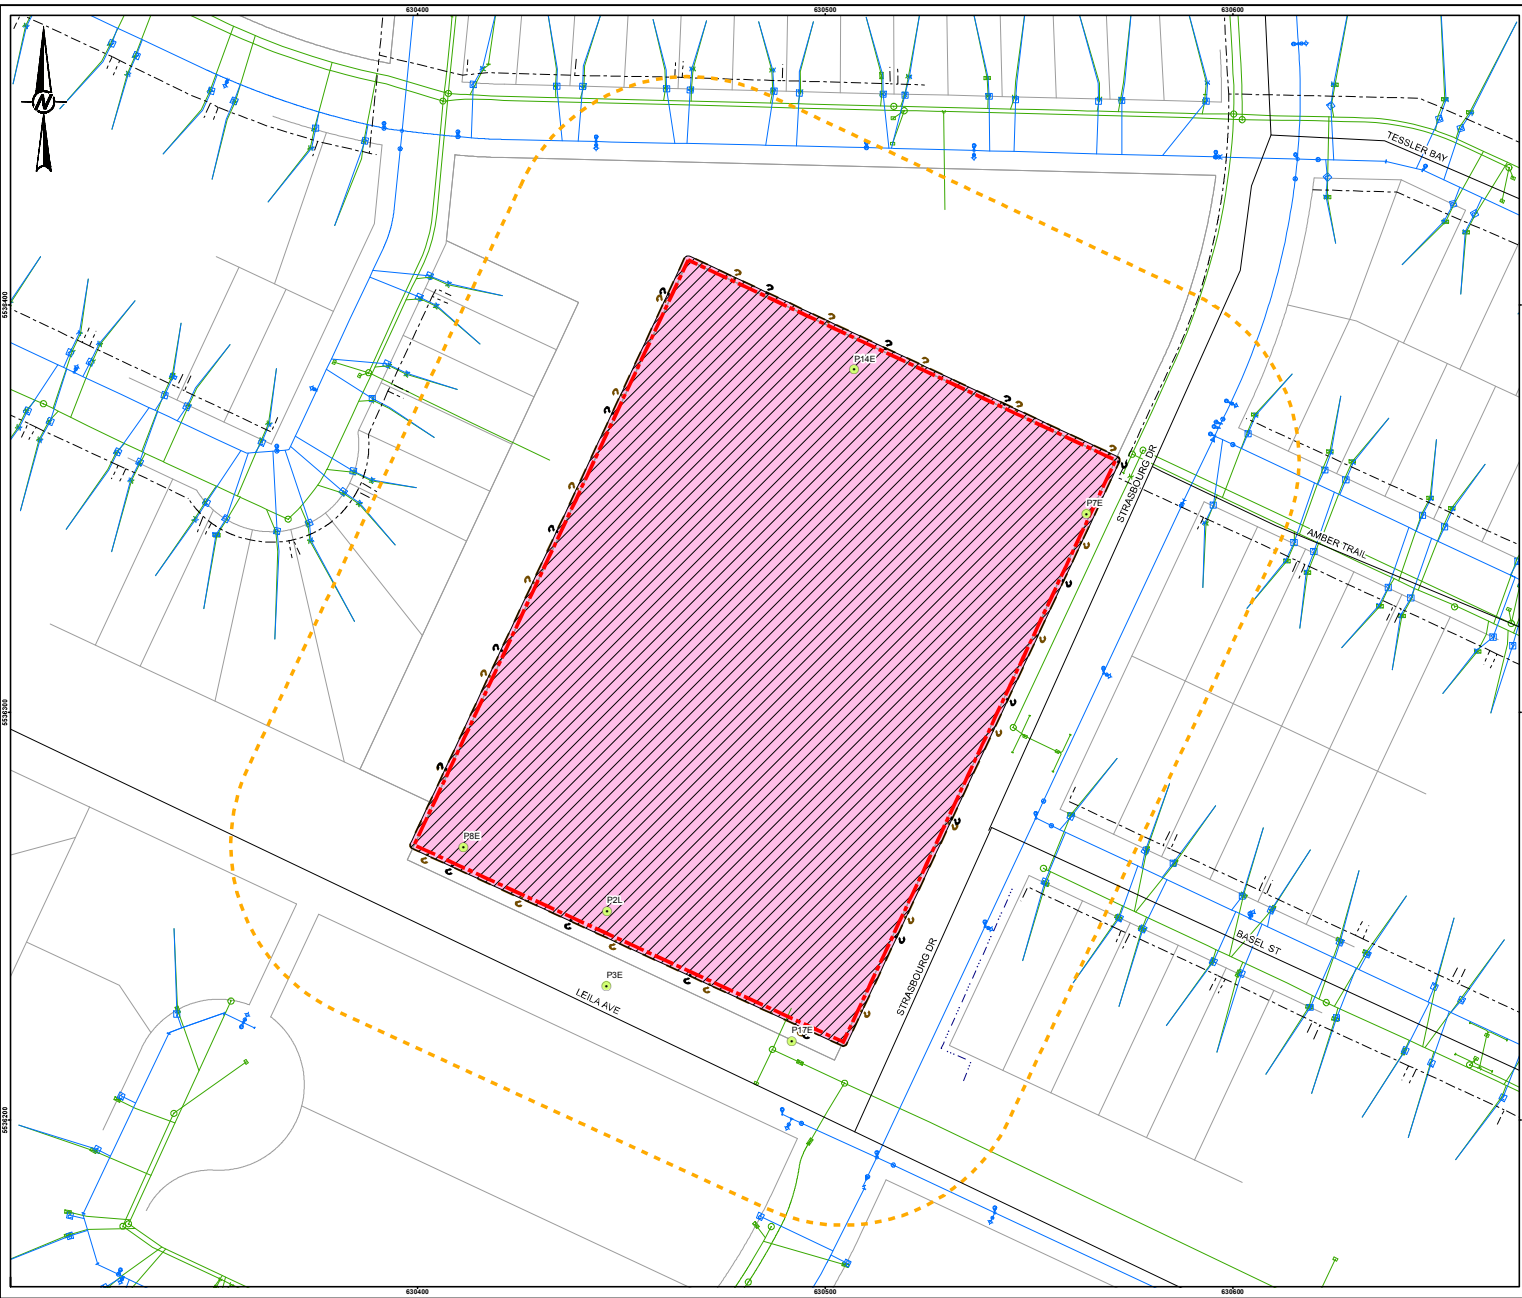 630400
630500
630600
N
TESSLER BAY
5536400
P14E
P7E
STRASBOURG DR
AMBER TRAIL
5536300
P8E
P2L
BASEL ST
STRASBOURG DR
P3E
LEILA AVE
P17E
5536200
630400
630500
630600